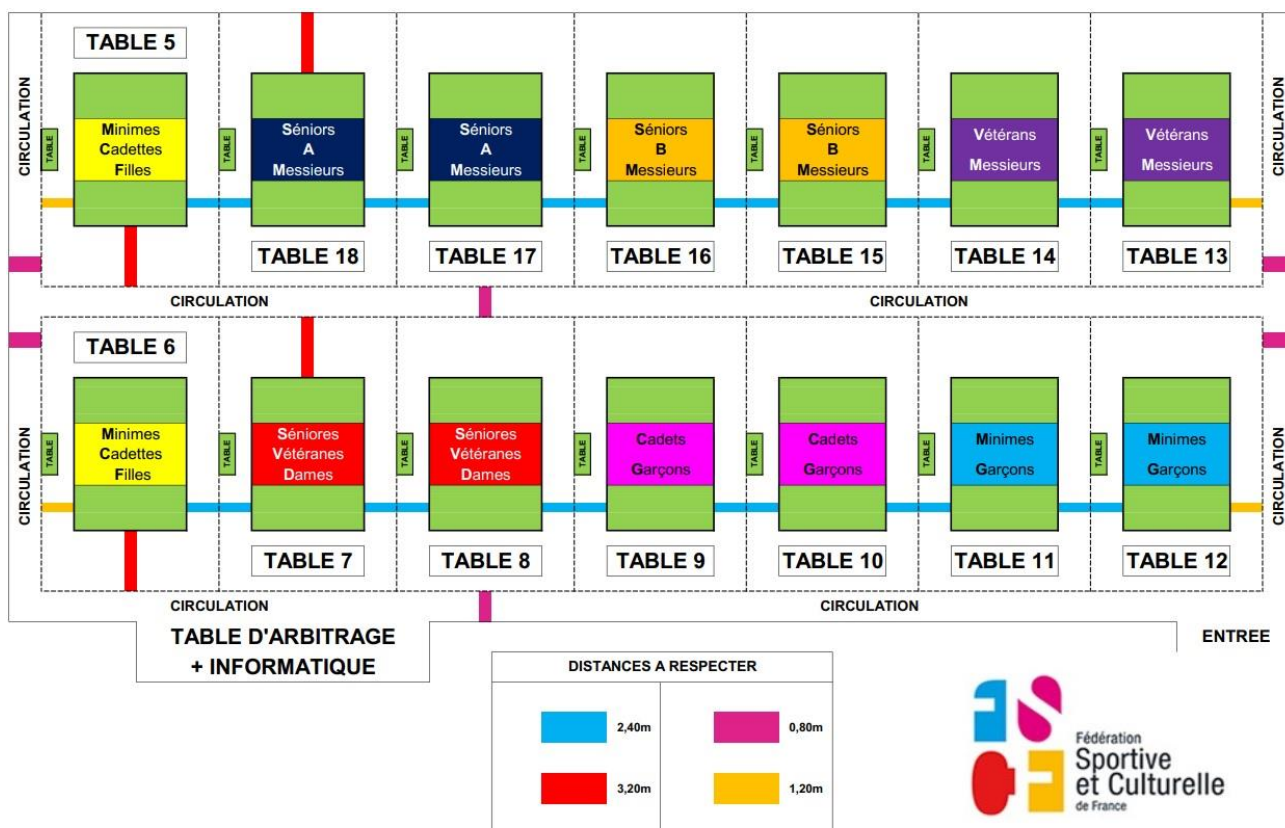 TABLE 5
CIRCULATION
CIRCULATION
TABLE
Minimes
Cadettes
Filles
TABLE
Séniors
A
Messieurs
TABLE
Séniors
A
Messieurs
TABLE
Séniors
B
Messieurs
TABLE
Séniors
B
Messieurs
TABLE
Vétérans
Messieurs
TABLE
Vétérans
Messieurs
TABLE 18
TABLE 17
TABLE 16
TABLE 15
TABLE 14
TABLE 13
CIRCULATION
CIRCULATION
TABLE 6
CIRCULATION
CIRCULATION
TABLE
Minimes
Cadettes
Filles
TABLE
Séniores
Vétéranes
Dames
TABLE
Séniores
Vétéranes
Dames
TABLE
Cadets
Garçons
TABLE
Cadets
Garçons
TABLE
Minimes
Garçons
TABLE
Minimes
Garçons
TABLE 7
TABLE 8
TABLE 9
TABLE 10
TABLE 11
TABLE 12
CIRCULATION
CIRCULATION
TABLE D'ARBITRAGE
+ INFORMATIQUE
ENTREE
DISTANCES A RESPECTER
2,40m
0,80m
3,20m
1,20m
FSCF
Fédération
Sportive
et Culturelle
de France